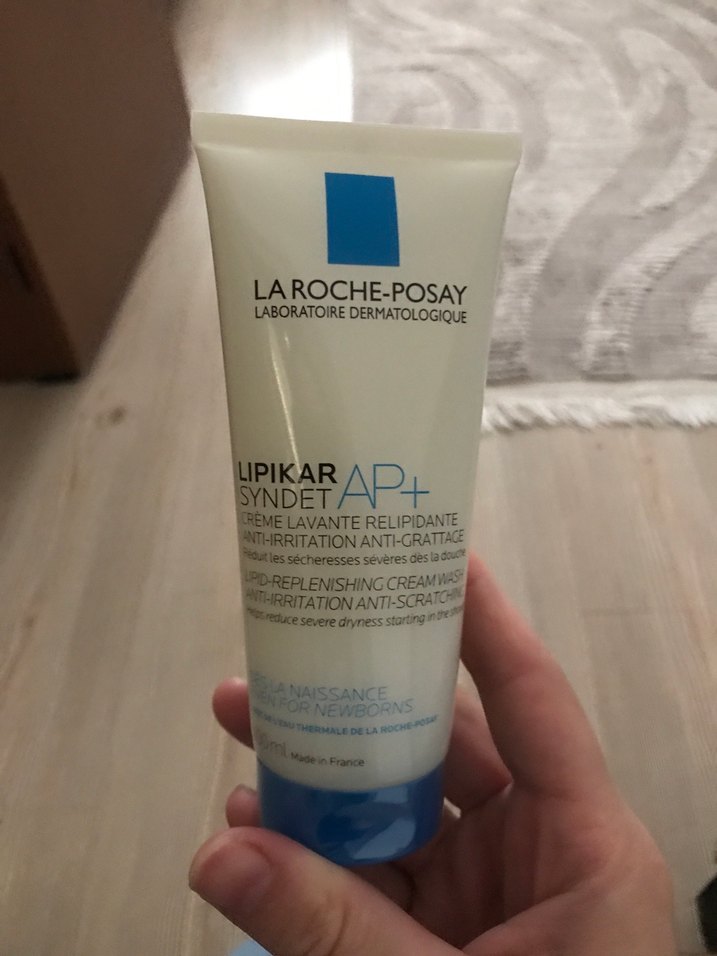 LA ROCHE-POSAY
LABORATOIRE DERMATOLOGIQUE
LIPIKAR
SYNDET AP+
CRÈME LAVANTE RELIPIDANTE
ANTI-IRRITATION ANTI-GRATTAGE
Réduit les sécheresses sévères dès la douche
LIPID-REPLENISHING CREAM WASH
ANTI-IRRITATION ANTI-SCRATCHING
Helps reduce severe dryness starting in the
DÈS LA NAISSANCE
EVEN FOR NEWBORNS
L'EAU THERMALE DE LA ROCHE-POSAY
ml Made in France